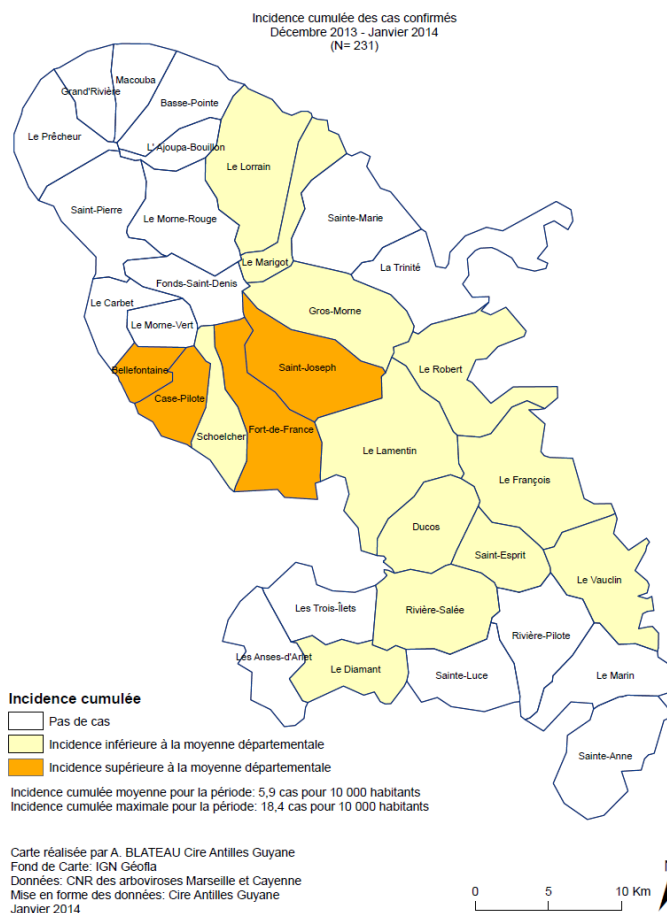 Incidence cumulée des cas confirmés
Décembre 2013 - Janvier 2014
(N= 231)
Macouba
Grand'Rivière
Basse-Pointe
Le Prêcheur
L' Ajoupa-Bouillon
Le Lorrain
Saint-Pierre
Le Morne-Rouge
Sainte-Marie
Le Marigot
La Trinité
Fonds-Saint-Denis
Le Carbet
Gros-Morne
Le Morne-Vert
Bellefontaine
Saint-Joseph
Le Robert
Case-Pilote
Schoelcher
Fort-de-France
Le Lamentin
Le François
Ducos
Saint-Esprit
Le Vauclin
Les Trois-Îlets
Rivière-Salée
Rivière-Pilote
Les Anses-d'Arlet
Le Diamant
Sainte-Luce
Le Marin
Sainte-Anne
Incidence cumulée
Pas de cas
Incidence inférieure à la moyenne départementale
Incidence supérieure à la moyenne départementale
Incidence cumulée moyenne pour la période: 5,9 cas pour 10 000 habitants
Incidence cumulée maximale pour la période: 18,4 cas pour 10 000 habitants
Carte réalisée par A. BLATEAU Cire Antilles Guyane
Fond de Carte: IGN Géofla
Données: CNR des arboviroses Marseille et Cayenne
Mise en forme des données: Cire Antilles Guyane
Janvier 2014
0 5 10 Km
N